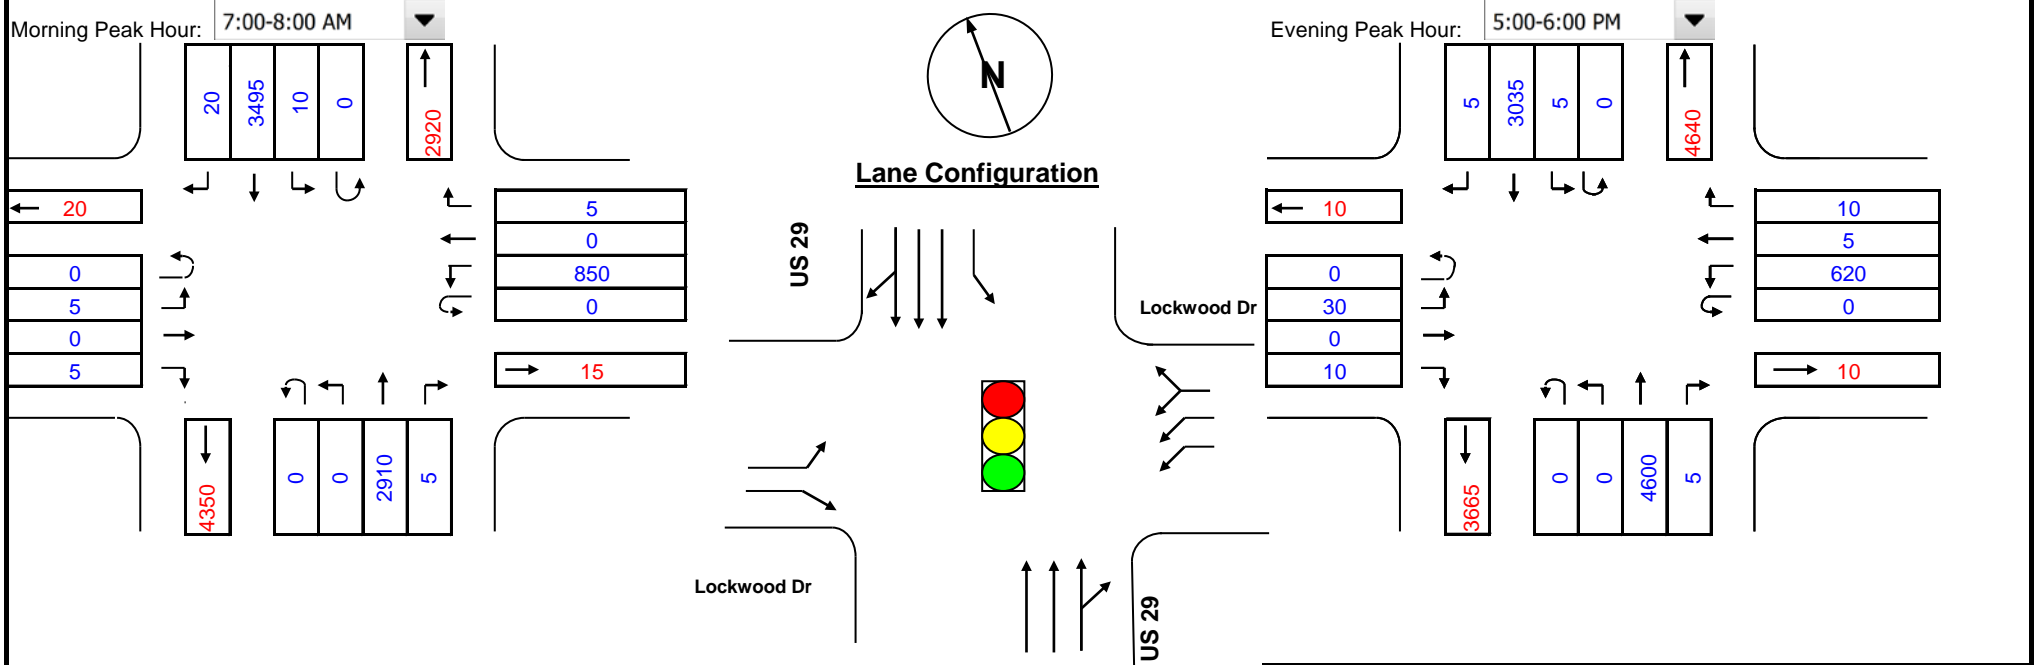 Morning Peak Hour: 7:00-8:00 AM
20 3495 10 0 2920
20
0
5
0
5
5
0
850
0
15
4350
0 0 2910 5
N
Lane Configuration
US 29
Lockwood Dr
Lockwood Dr
US 29
Evening Peak Hour: 5:00-6:00 PM
5 3035 5 0 4640
10
0
30
0
10
10
5
620
0
10
3665
0 0 4600 5